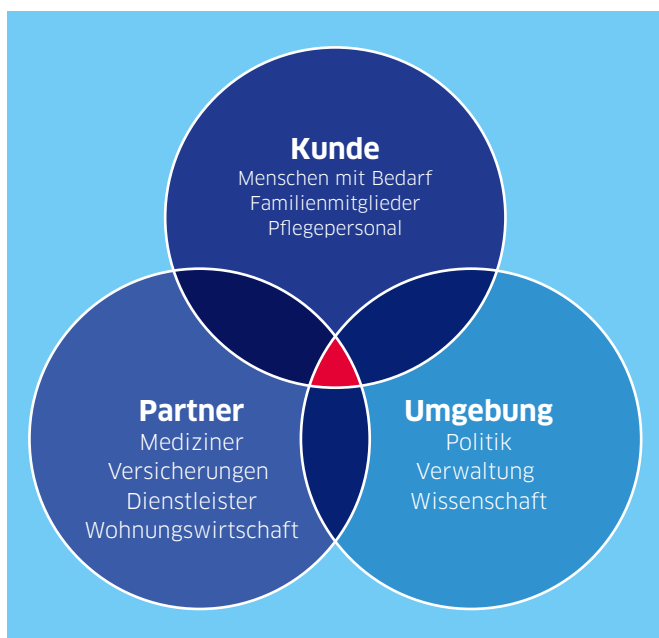 Kunde
Menschen mit Bedarf
Familienmitglieder
Pflegepersonal
Partner
Mediziner
Versicherungen
Dienstleister
Wohnungswirtschaft
Umgebung
Politik
Verwaltung
Wissenschaft